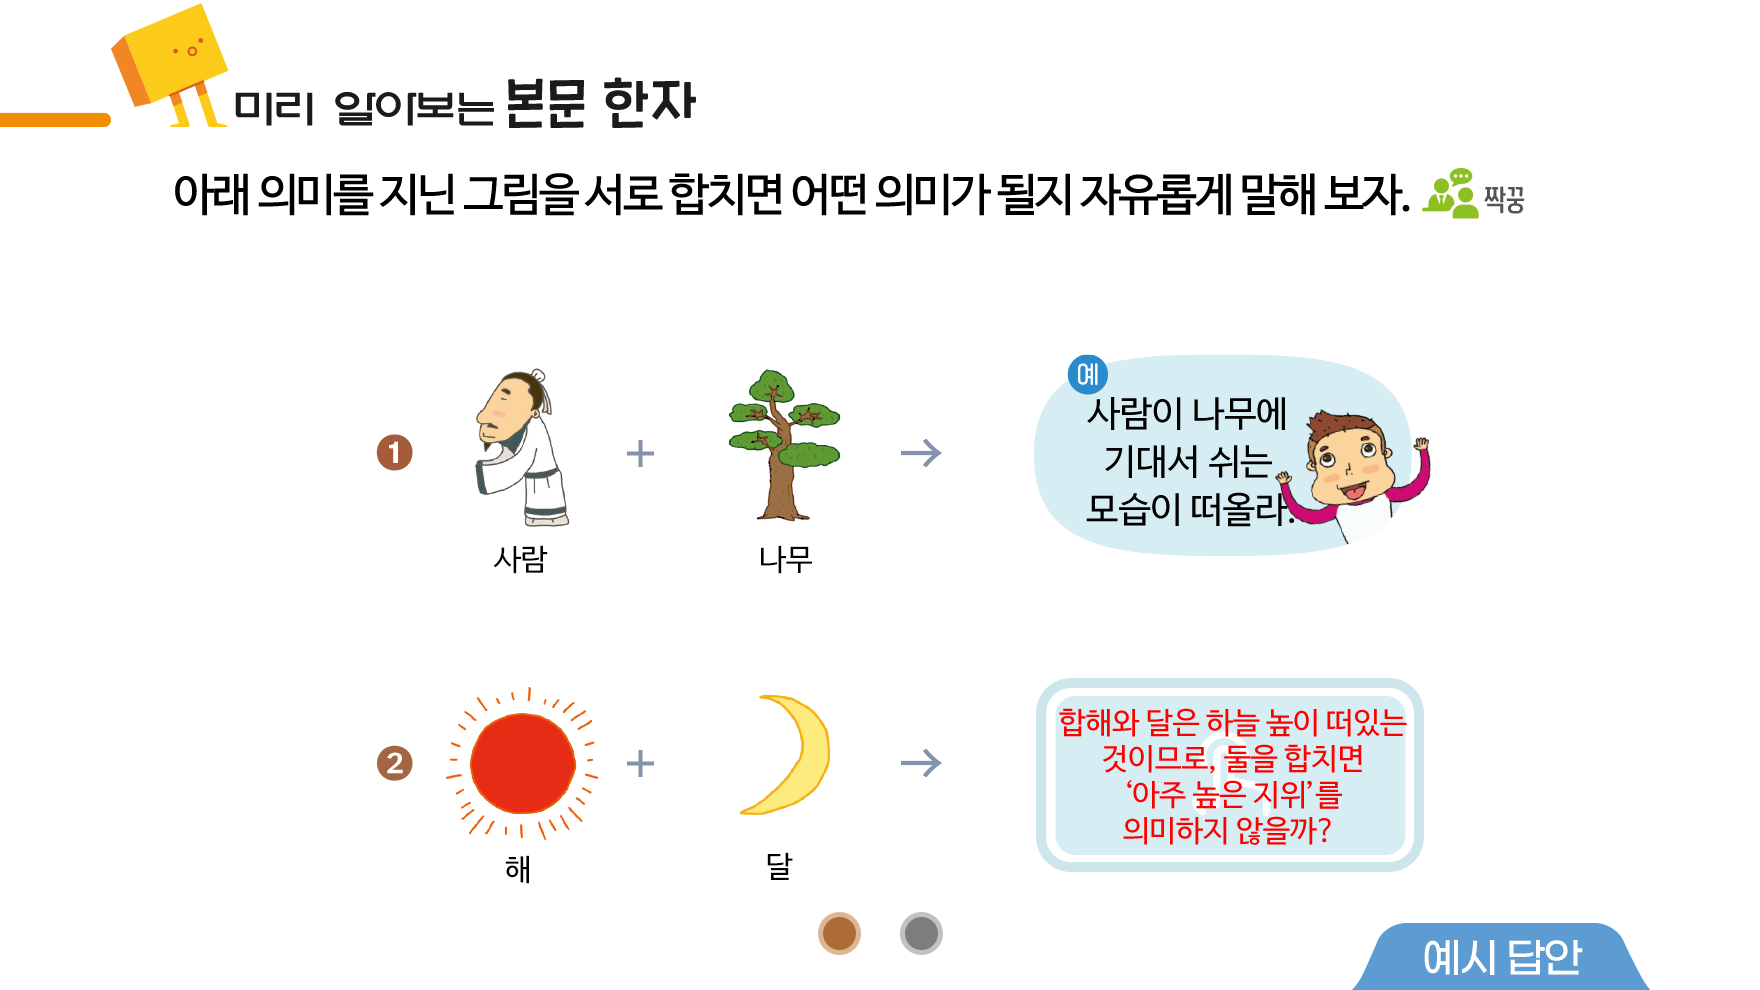 미리 알아보는 본문 한자
아래 의미를 지닌 그림을 서로 합치면 어떤 의미가 될지 자유롭게 말해 보자. 짝꿍
예
1
사람이 나무에
기대서 쉬는
모습이 떠올라.
사람
나무
2
합해와 달은 하늘 높이 떠있는
것이므로, 둘을 합치면
‘아주 높은 지위’를
의미하지 않을까?
해
달
예시 답안